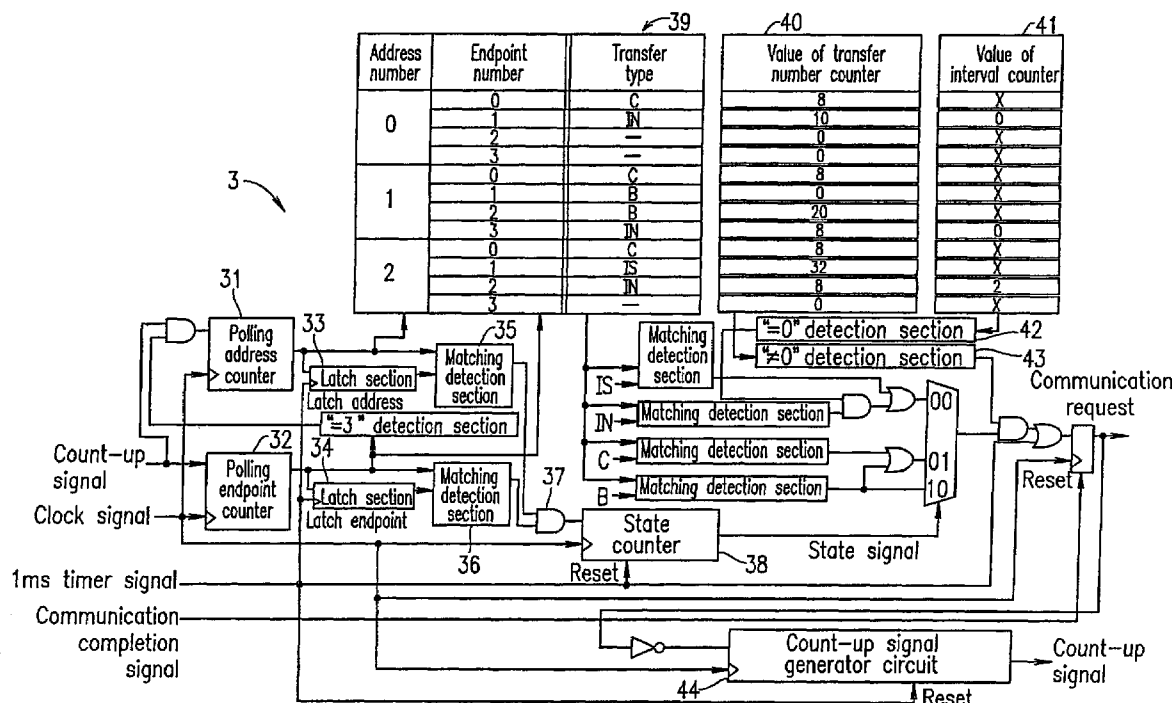 39
40
41
Address number
Endpoint number
Transfer type
Value of transfer number counter
Value of interval counter
0
0 C 8 X
1 IN 10 0
2 — 0 X
3 — 0 X
1
0 C 8 X
1 B 0 X
2 B 20 X
3 IN 8 0
2
0 C 8 X
1 IS 32 X
2 IN 8 2
3 — 0 X
3
31
Polling address counter
33
Latch section
Latch address
35
Matching detection section
"=3" detection section
Matching detection section
"=0" detection section
42
"≠0" detection section
43
Communication request
IS
IN
Matching detection section
C
Matching detection section
B
Matching detection section
00
01
10
Count-up signal
32
Polling endpoint counter
34
Latch section
Latch endpoint
Matching detection section
36
37
Clock signal
State counter
38
State signal
Reset
Reset
1ms timer signal
Communication completion signal
Count-up signal generator circuit
44
Count-up signal
Reset